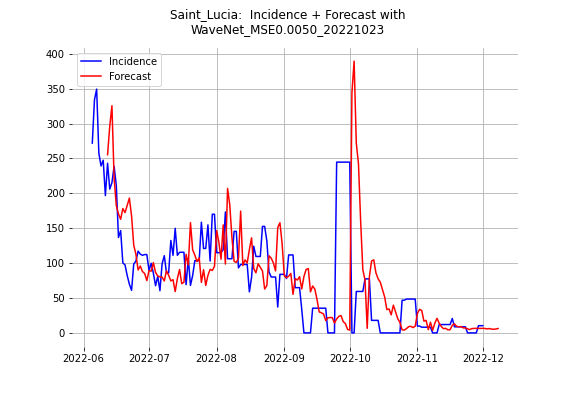 Saint_Lucia:  Incidence + Forecast with
WaveNet_MSE0.0050_20221023
Incidence
Forecast
400
350
300
250
200
150
100
50
0
2022-06 2022-07 2022-08 2022-09 2022-10 2022-11 2022-12